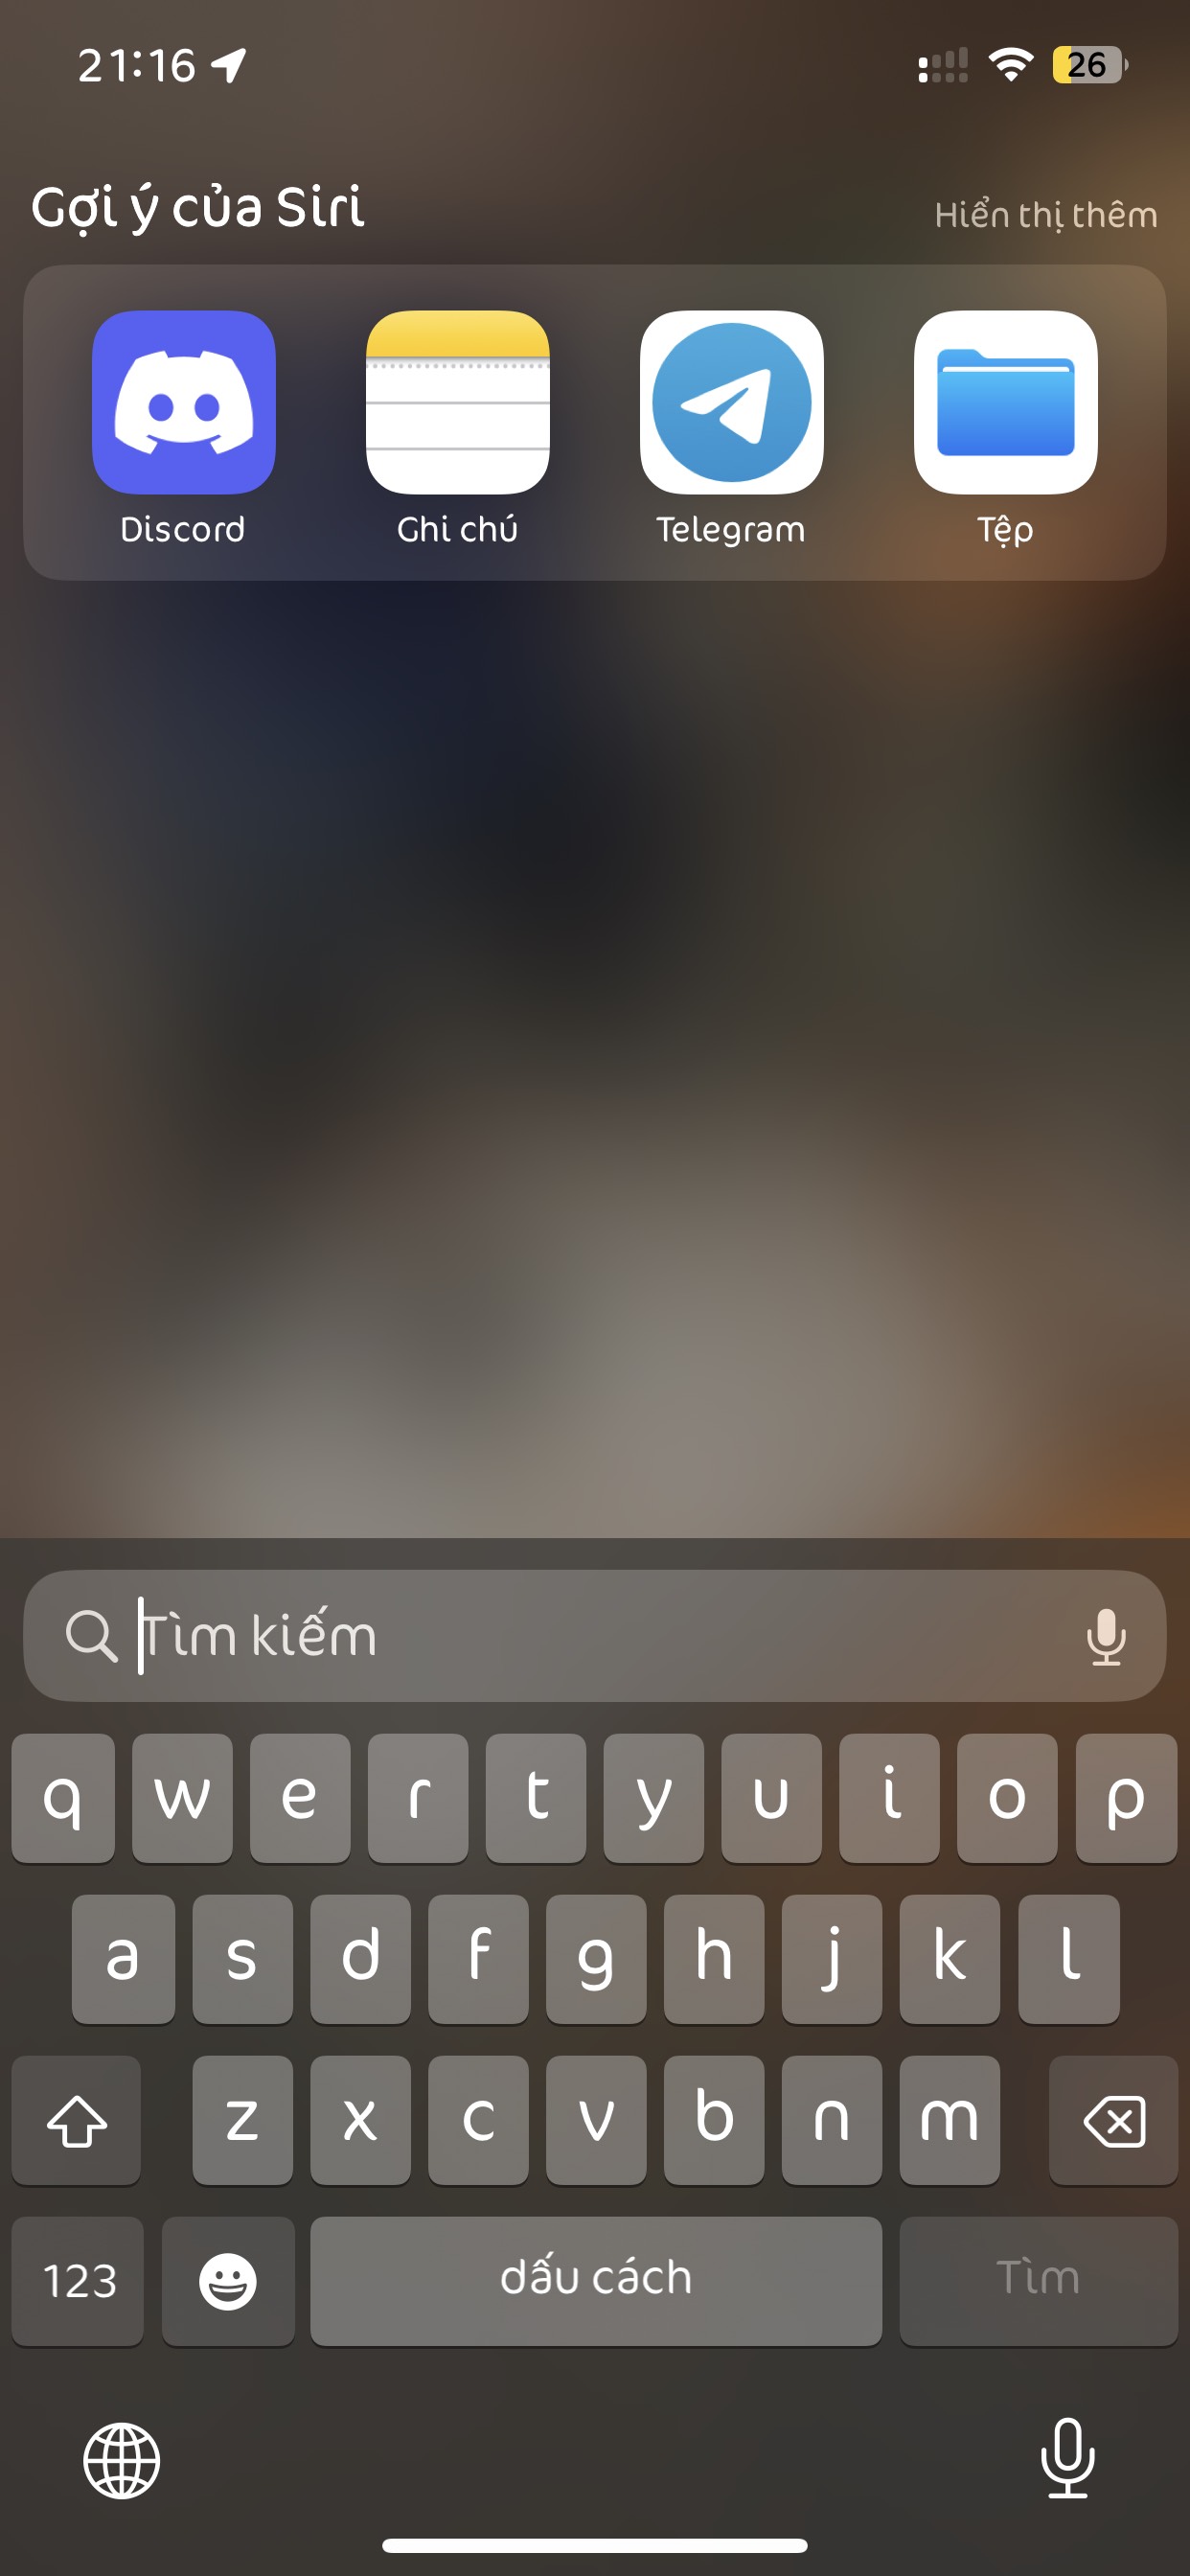 21:16
26
Gợi ý của Siri
Hiển thị thêm
Discord
Ghi chú
Telegram
Tệp
Tìm kiếm
q w e r t y u i o p
a s d f g h j k l
z x c v b n m
123
dấu cách
Tìm